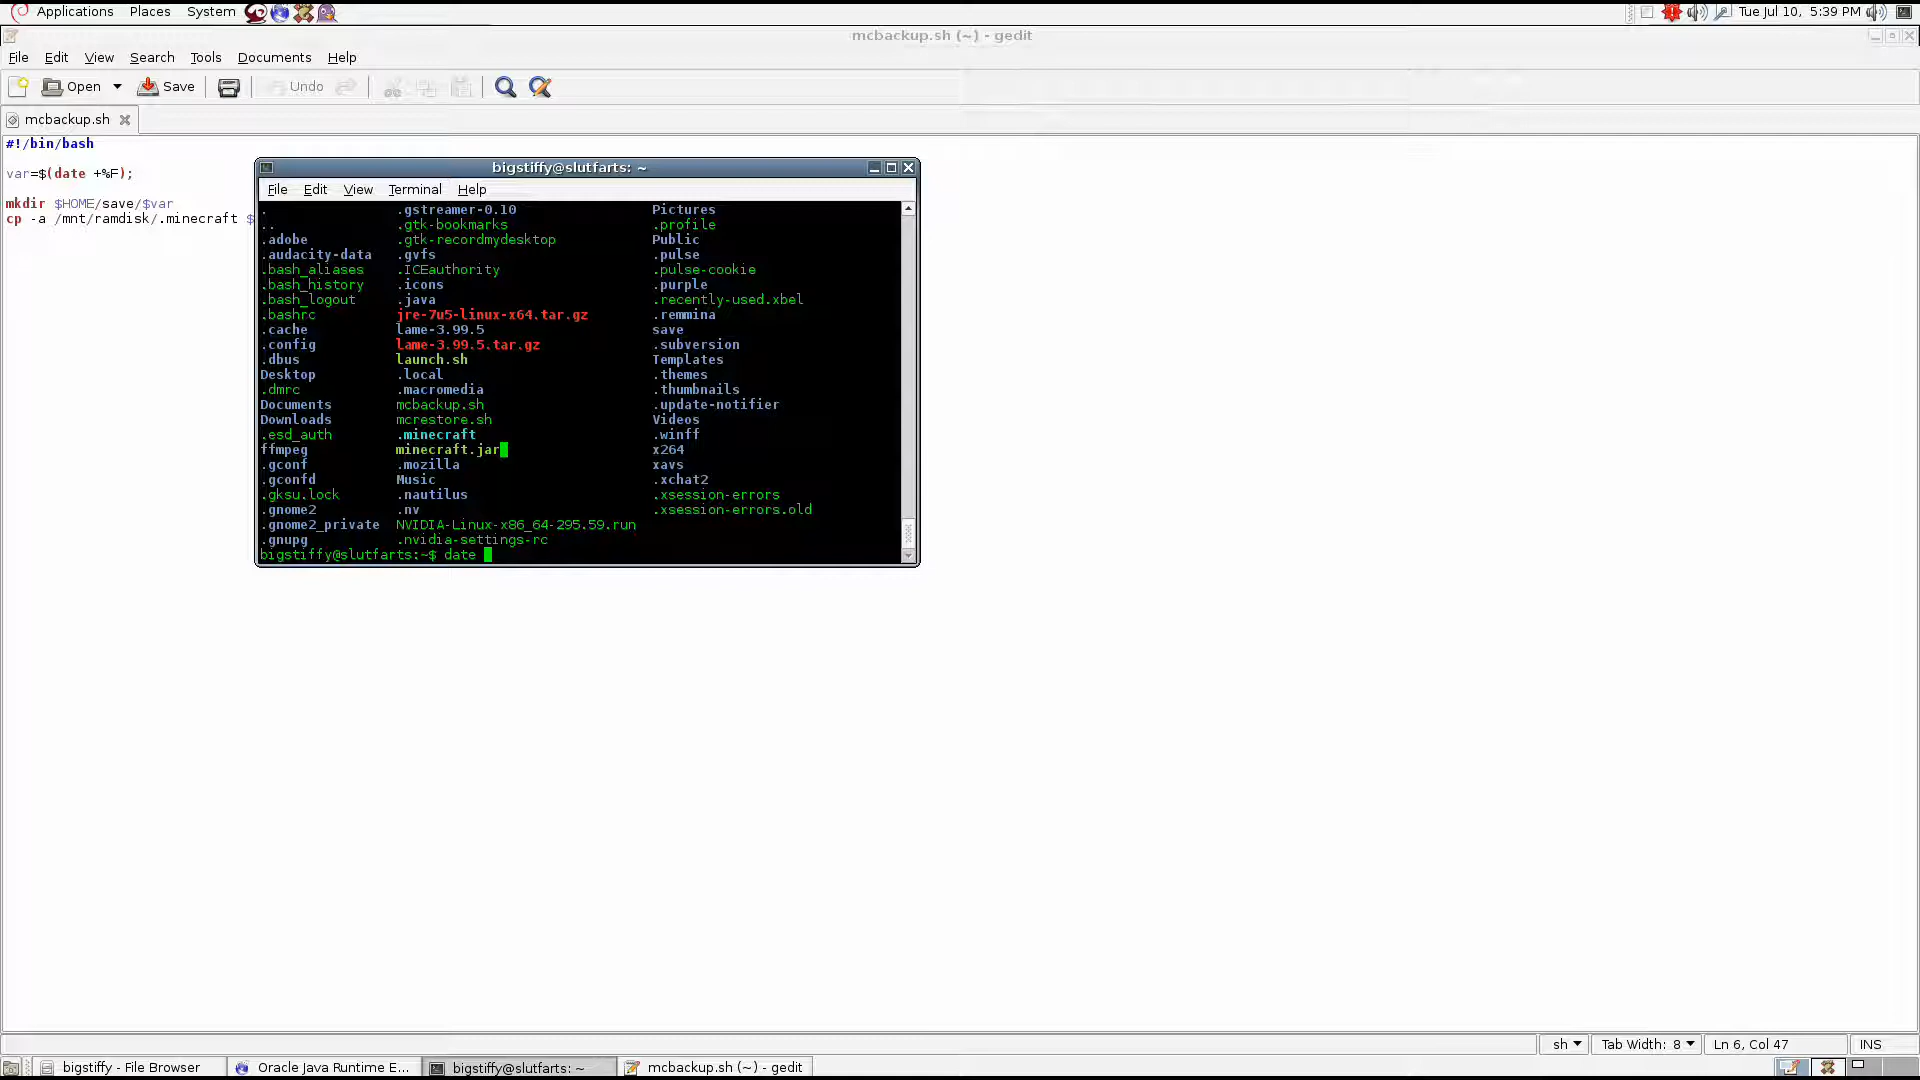 Applications Places System Tue Jul 10, 5:39 PM
mcbackup.sh (~) - gedit
File Edit View Search Tools Documents Help
Open Save Undo
mcbackup.sh
#!/bin/bash
var=$(date +%F);
mkdir $HOME/save/$var
cp -a /mnt/ramdisk/.minecraft $
bigstiffy@slutfarts: ~
File Edit View Terminal Help
. .gstreamer-0.10 Pictures
.. .gtk-bookmarks .profile
.adobe .gtk-recordmydesktop Public
.audacity-data .gvfs .pulse
.bash_aliases .ICEauthority .pulse-cookie
.bash_history .icons .purple
.bash_logout .java .recently-used.xbel
.bashrc jre-7u5-linux-x64.tar.gz .remmina
.cache lame-3.99.5 save
.config lame-3.99.5.tar.gz .subversion
.dbus launch.sh Templates
Desktop .local .themes
.dmrc .macromedia .thumbnails
Documents mcbackup.sh .update-notifier
Downloads mcrestore.sh Videos
.esd_auth .minecraft .winff
ffmpeg minecraft.jar x264
.gconf .mozilla xavs
.gconfd Music .xchat2
.gksu.lock .nautilus .xsession-errors
.gnome2 .nv .xsession-errors.old
.gnome2_private NVIDIA-Linux-x86_64-295.59.run
.gnupg .nvidia-settings-rc
bigstiffy@slutfarts:~$ date
sh Tab Width: 8 Ln 6, Col 47 INS
bigstiffy - File Browser Oracle Java Runtime E... bigstiffy@slutfarts: ~ mcbackup.sh (~) - gedit